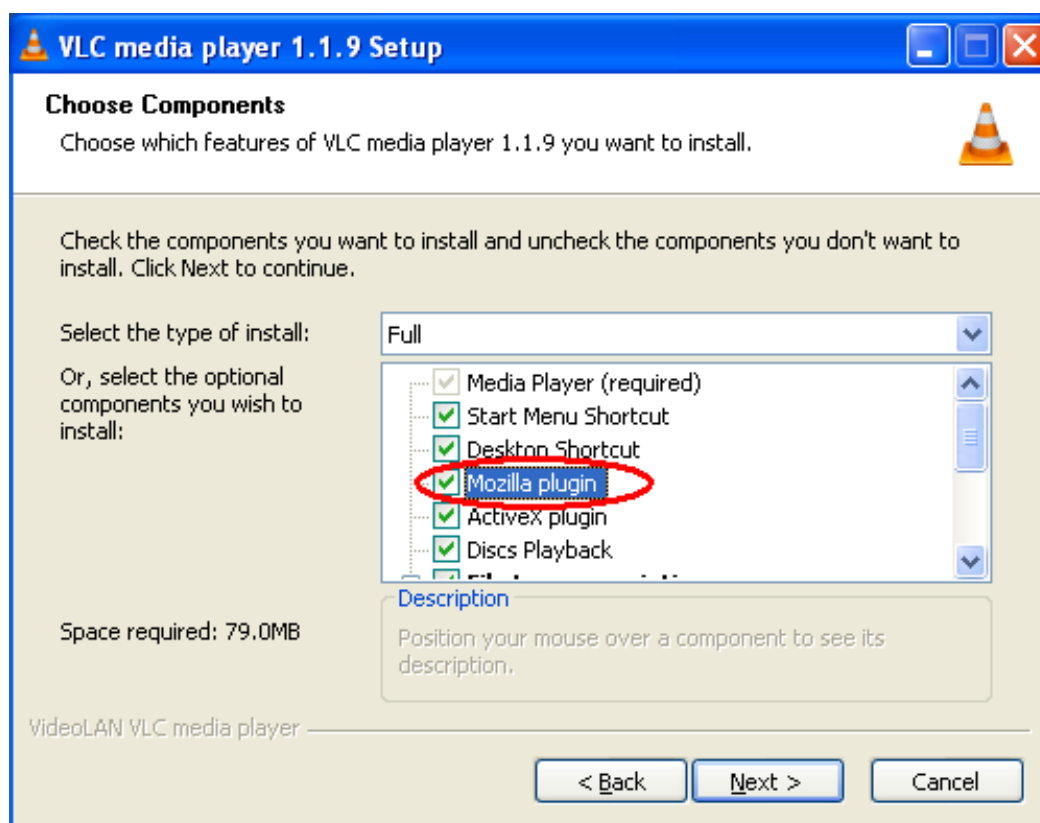 VLC media player 1.1.9 Setup
Choose Components
Choose which features of VLC media player 1.1.9 you want to install.
Check the components you want to install and uncheck the components you don't want to
install. Click Next to continue.
Select the type of install:
Full
Or, select the optional
components you wish to
install:
Media Player (required)
Start Menu Shortcut
Desktop Shortcut
Mozilla plugin
ActiveX plugin
Discs Playback
Space required: 79.0MB
Description
Position your mouse over a component to see its
description.
VideoLAN VLC media player
< Back
Next >
Cancel